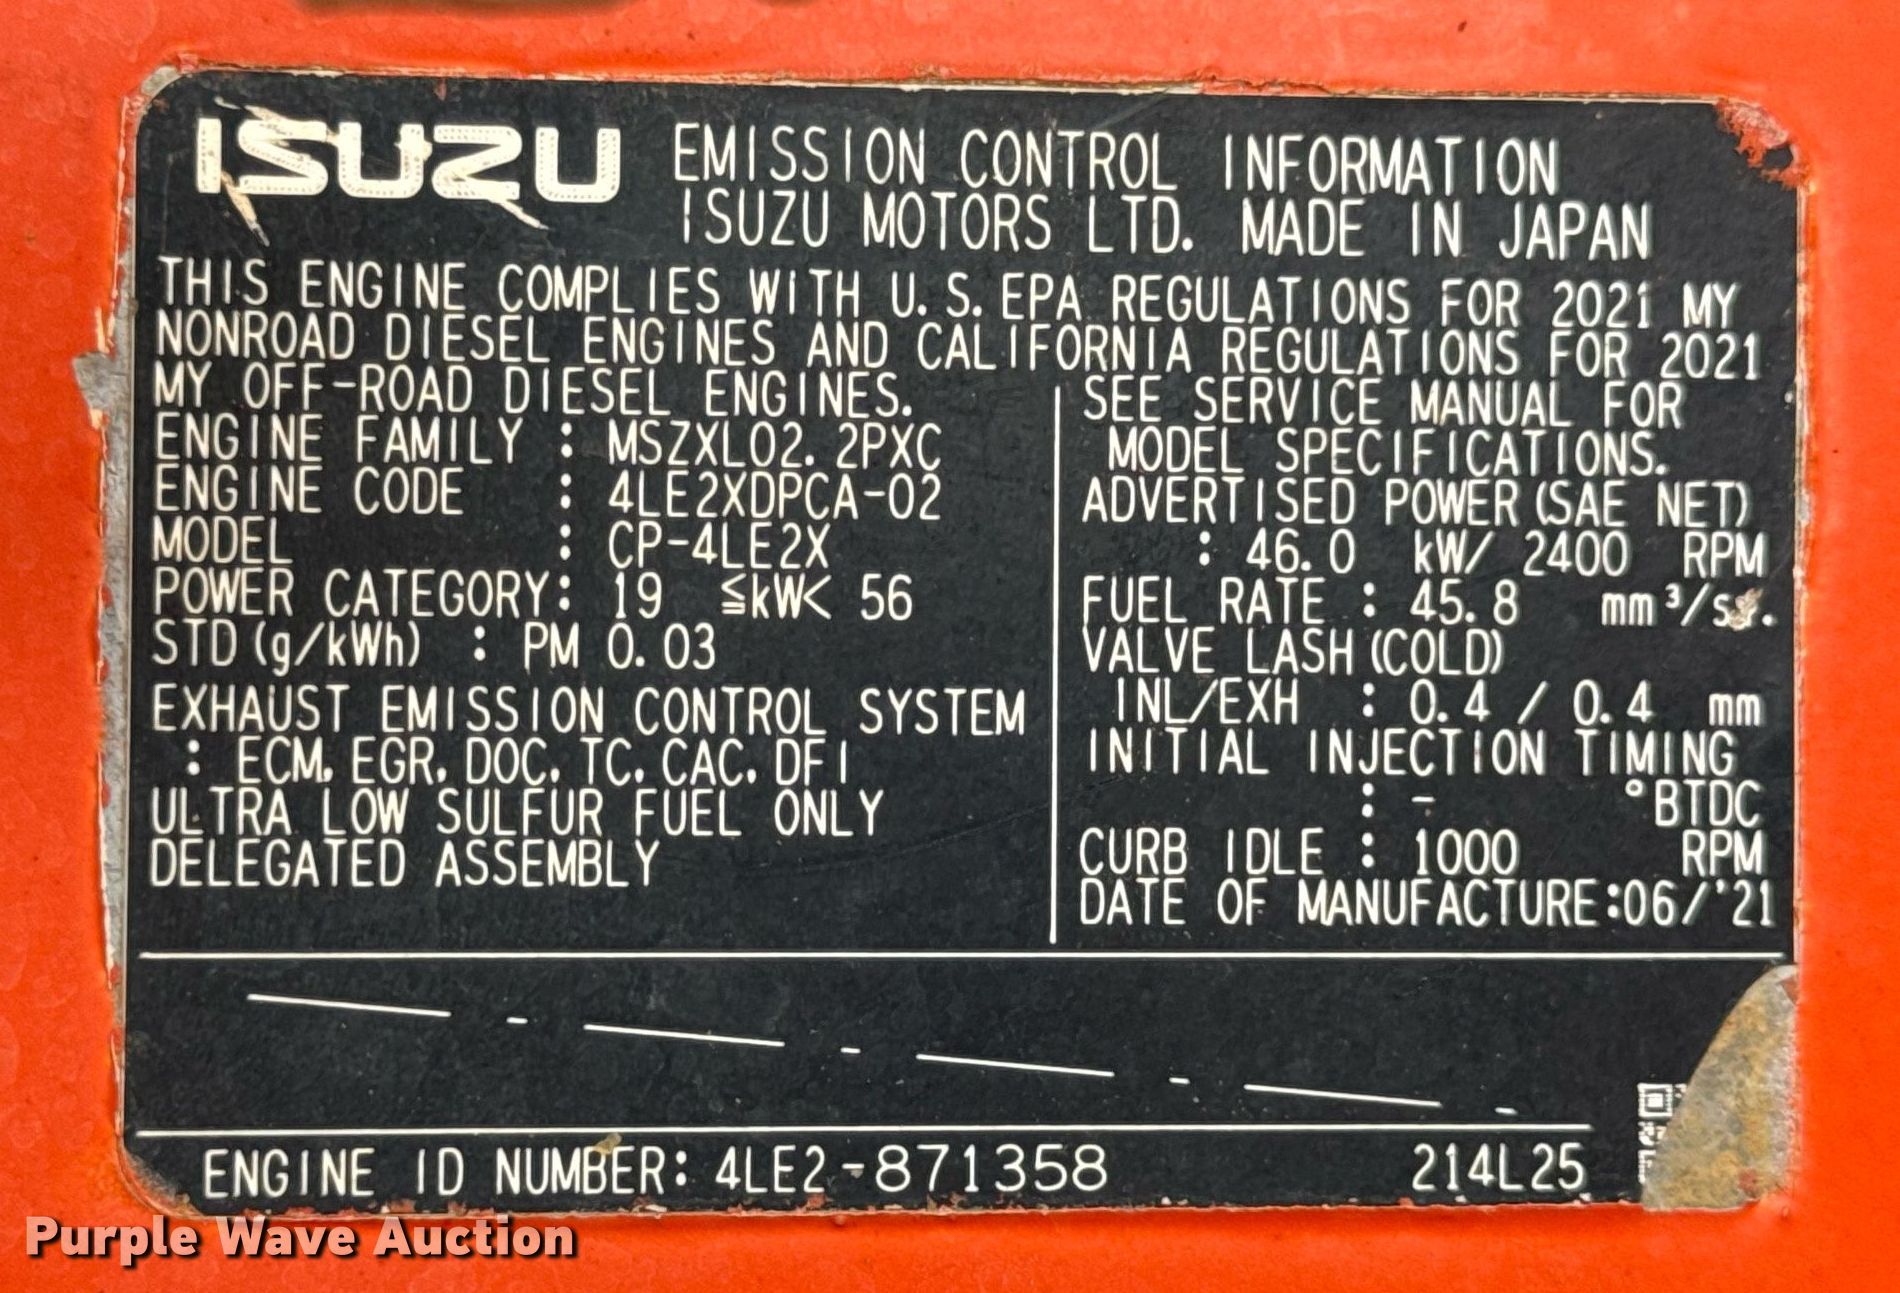 ISUZU EMISSION CONTROL INFORMATION
ISUZU MOTORS LTD. MADE IN JAPAN
THIS ENGINE COMPLIES WITH U.S. EPA REGULATIONS FOR 2021 MY
NONROAD DIESEL ENGINES AND CALIFORNIA REGULATIONS FOR 2021
MY OFF-ROAD DIESEL ENGINES.
ENGINE FAMILY : MSZXL02.2PXC
ENGINE CODE : 4LE2XDPCA-02
MODEL : CP-4LE2X
POWER CATEGORY: 19 ≦kW< 56
STD(g/kWh) : PM 0.03
EXHAUST EMISSION CONTROL SYSTEM
: ECM, EGR, DOC, TC, CAC, DFI
ULTRA LOW SULFUR FUEL ONLY
DELEGATED ASSEMBLY
SEE SERVICE MANUAL FOR
MODEL SPECIFICATIONS.
ADVERTISED POWER(SAE NET)
: 46.0 kW/ 2400 RPM
FUEL RATE : 45.8
VALVE LASH(COLD)
INL/EXH : 0.4 / 0.4 mm
INITIAL INJECTION TIMING
: - °BTDC
CURB IDLE : 1000 RPM
DATE OF MANUFACTURE:06/'21
ENGINE ID NUMBER: 4LE2-871358 214L25
Purple Wave Auction